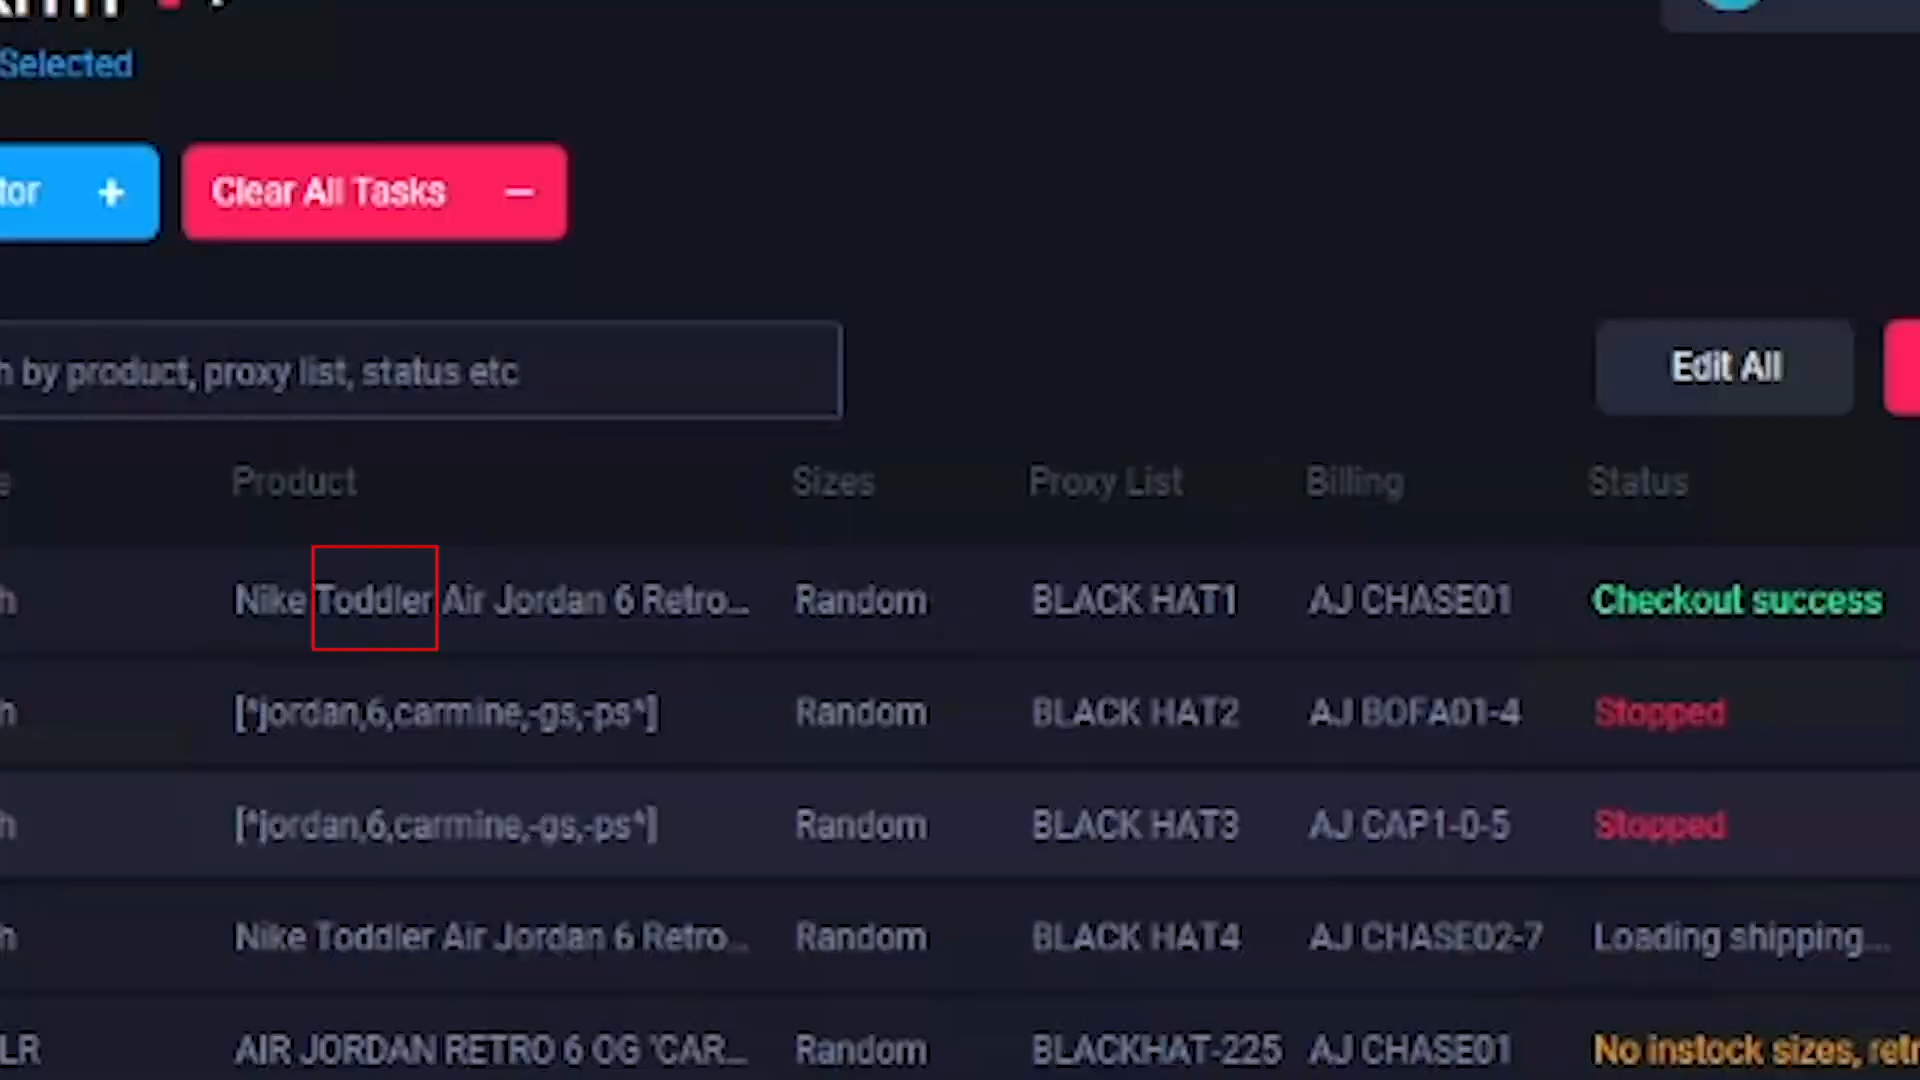 Selected
tor + Clear All Tasks –
h by product, proxy list, status etc Edit All
e Product Sizes Proxy List Billing Status
h Nike Toddler Air Jordan 6 Retro... Random BLACK HAT1 AJ CHASE01 Checkout success
h [*jordan,6,carmine,-gs,-ps*] Random BLACK HAT2 AJ BOFA01-4 Stopped
h [*jordan,6,carmine,-gs,-ps*] Random BLACK HAT3 AJ CAP1-0-5 Stopped
h Nike Toddler Air Jordan 6 Retro... Random BLACK HAT4 AJ CHASE02-7 Loading shipping...
LR AIR JORDAN RETRO 6 OG 'CAR... Random BLACKHAT-225 AJ CHASE01 No instock sizes, retr